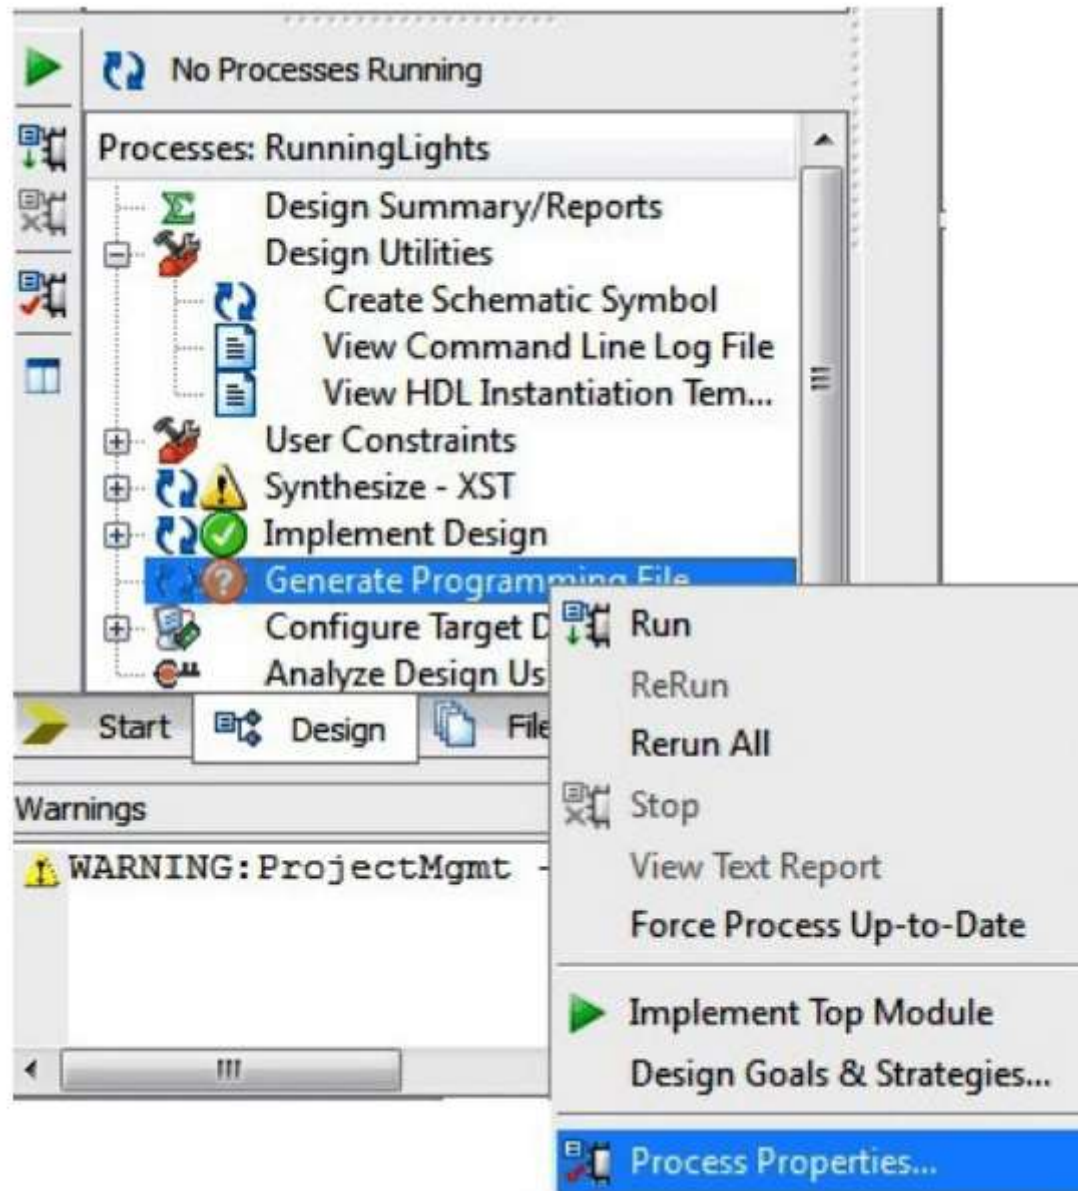 No Processes Running
Processes: RunningLights
Design Summary/Reports
Design Utilities
Create Schematic Symbol
View Command Line Log File
View HDL Instantiation Tem...
User Constraints
Synthesize - XST
Implement Design
Generate Programming File
Configure Target D
Analyze Design Us
Start Design File
Warnings
WARNING:ProjectMgmt -
Run
ReRun
Rerun All
Stop
View Text Report
Force Process Up-to-Date
Implement Top Module
Design Goals & Strategies...
Process Properties...